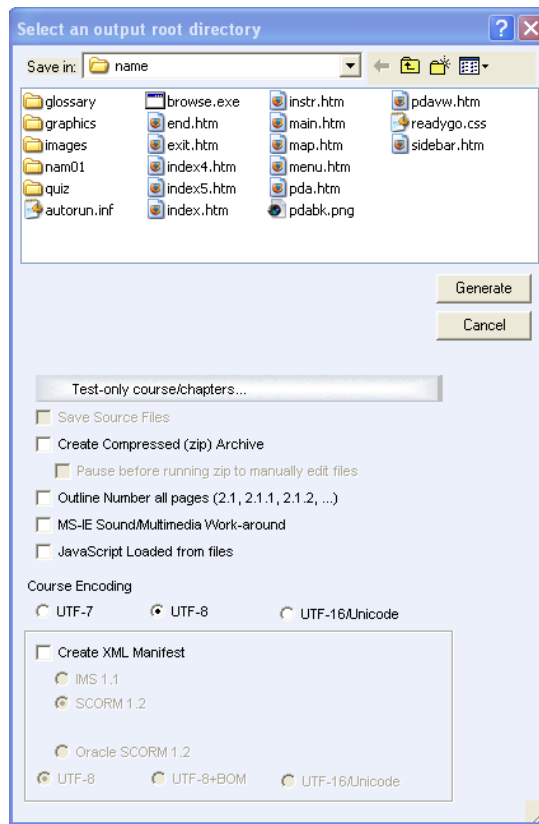 Select an output root directory
Save in: name
glossary browse.exe instr.htm pdavw.htm
graphics end.htm main.htm readygo.css
images exit.htm map.htm sidebar.htm
nam01 index4.htm menu.htm
quiz index5.htm pda.htm
autorun.inf index.htm pdabk.png
Generate
Cancel
Test-only course/chapters...
Save Source Files
Create Compressed (zip) Archive
Pause before running zip to manually edit files
Outline Number all pages (2.1, 2.1.1, 2.1.2, ...)
MS-IE Sound/Multimedia Work-around
JavaScript Loaded from files
Course Encoding
UTF-7 UTF-8 UTF-16/Unicode
Create XML Manifest
IMS 1.1
SCORM 1.2
Oracle SCORM 1.2
UTF-8 UTF-8+BOM UTF-16/Unicode